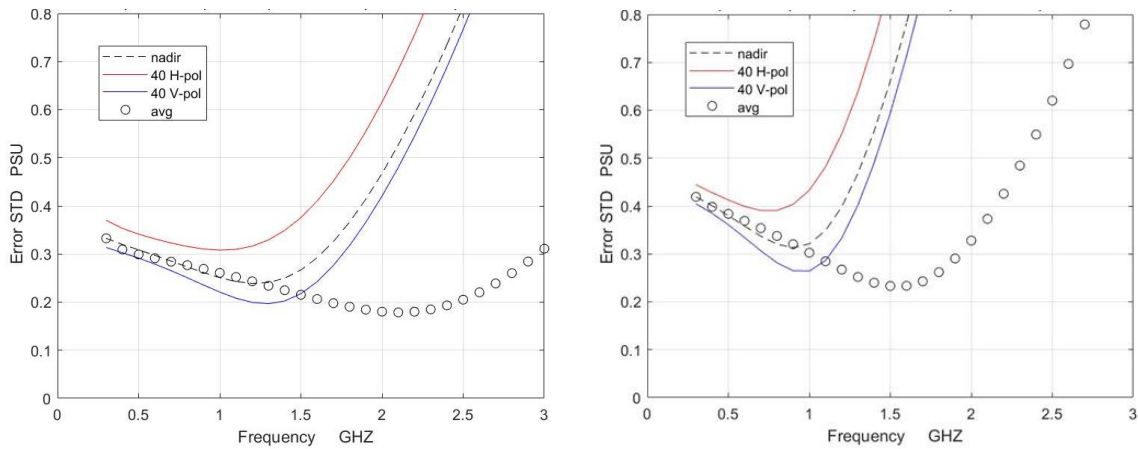 0.8
0.7
0.6
0.5
0.4
0.3
0.2
0.1
0
Error STD PSU
nadir
40 H-pol
40 V-pol
avg
0 0.5 1 1.5 2 2.5 3
Frequency GHZ
0.8
0.7
0.6
0.5
0.4
0.3
0.2
0.1
0
Error STD PSU
nadir
40 H-pol
40 V-pol
avg
0 0.5 1 1.5 2 2.5 3
Frequency GHZ